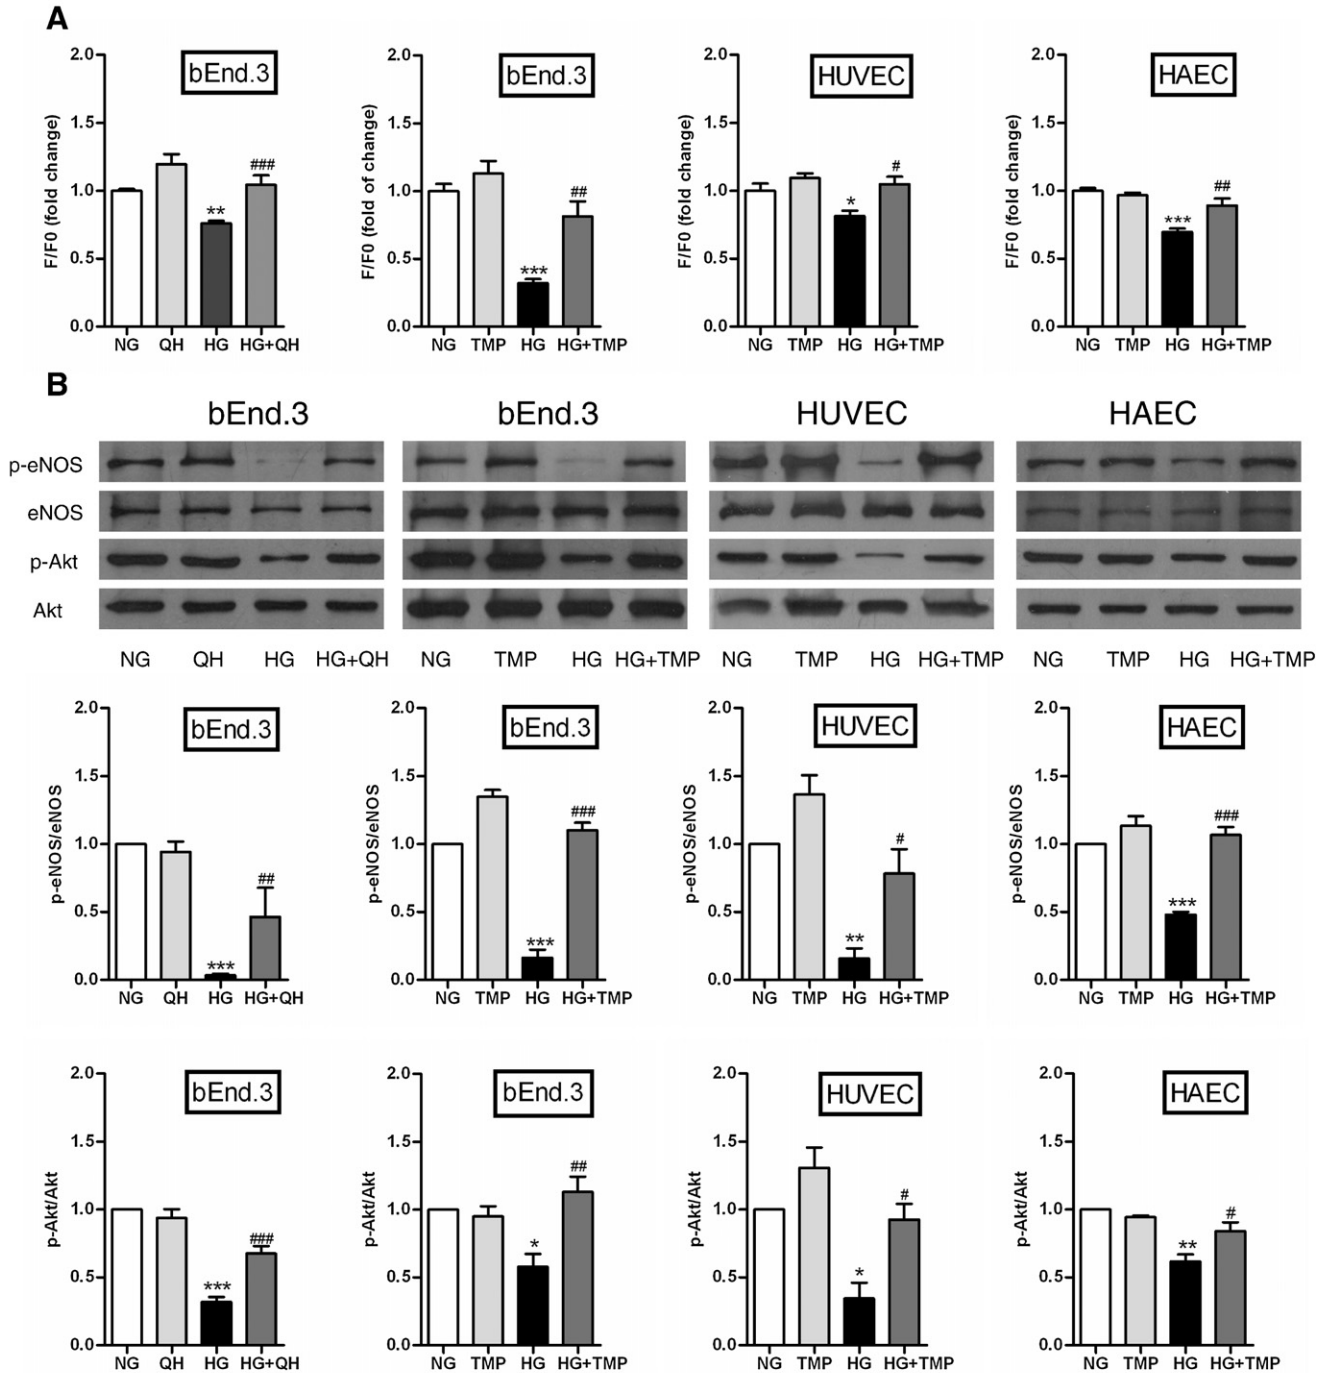 A
bEnd.3 bEnd.3 HUVEC HAEC
2.0 2.0 2.0 2.0
1.5 1.5 1.5 1.5
1.0 1.0 1.0 1.0
0.5 0.5 0.5 0.5
0.0 0.0 0.0 0.0
F/F0 (fold change) F/F0 (fold of change) F/F0 (fold change) F/F0 (fold change)
** ### *** ## * # *** ##
NG QH HG HG+QH NG TMP HG HG+TMP NG TMP HG HG+TMP NG TMP HG HG+TMP
B
bEnd.3 bEnd.3 HUVEC HAEC
p-eNOS
eNOS
p-Akt
Akt
NG QH HG HG+QH NG TMP HG HG+TMP NG TMP HG HG+TMP NG TMP HG HG+TMP
bEnd.3 bEnd.3 HUVEC HAEC
2.0 2.0 2.0 2.0
1.5 1.5 1.5 1.5
1.0 1.0 1.0 1.0
0.5 0.5 0.5 0.5
0.0 0.0 0.0 0.0
p-eNOS/eNOS p-eNOS/eNOS p-eNOS/eNOS p-eNOS/eNOS
*** ## *** ### ** # *** ###
NG QH HG HG+QH NG TMP HG HG+TMP NG TMP HG HG+TMP NG TMP HG HG+TMP
bEnd.3 bEnd.3 HUVEC HAEC
2.0 2.0 2.0 2.0
1.5 1.5 1.5 1.5
1.0 1.0 1.0 1.0
0.5 0.5 0.5 0.5
0.0 0.0 0.0 0.0
p-Akt/Akt p-Akt/Akt p-Akt/Akt p-Akt/Akt
*** ### * ## * # ** #
NG QH HG HG+QH NG TMP HG HG+TMP NG TMP HG HG+TMP NG TMP HG HG+TMP